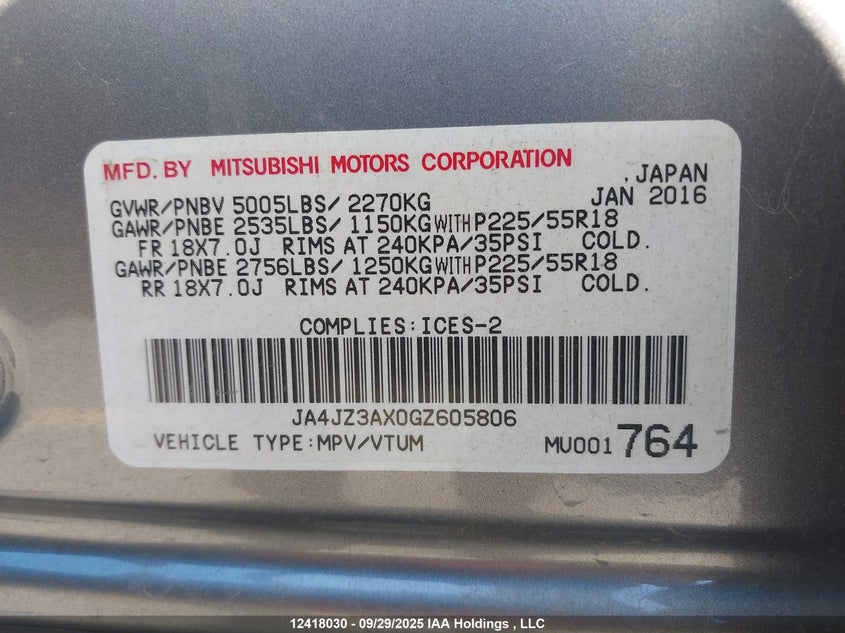 MFD. BY MITSUBISHI MOTORS CORPORATION
, JAPAN
GVWR/PNBV 5005LBS/ 2270KG JAN 2016
GAWR/PNBE 2535LBS/ 1150KG WITH P225/55R18
FR 18X7.0J RIMS AT 240KPA/35PSI COLD.
GAWR/PNBE 2756LBS/ 1250KG WITH P225/55R18
RR 18X7.0J RIMS AT 240KPA/35PSI COLD.
COMPLIES:ICES-2
JA4JZ3AX0GZ605806
VEHICLE TYPE:MPV/VTUM MU001 764
12418030 - 09/29/2025 IAA Holdings , LLC